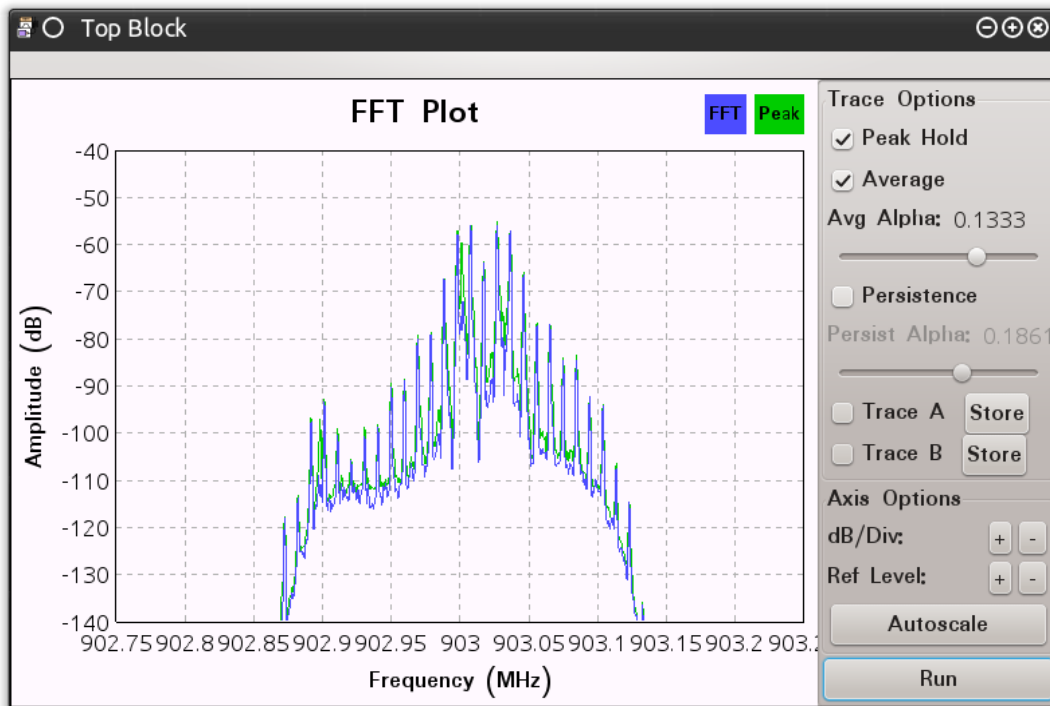 Top Block
FFT Plot
FFT
Peak
-40
-50
-60
-70
-80
-90
-100
-110
-120
-130
-140
Amplitude (dB)
902.75 902.8 902.85 902.9 902.95 903 903.05 903.1 903.15 903.2 903.2
Frequency (MHz)
Trace Options
Peak Hold
Average
Avg Alpha: 0.1333
Persistence
Persist Alpha: 0.1861
Trace A Store
Trace B Store
Axis Options
dB/Div: + -
Ref Level: + -
Autoscale
Run